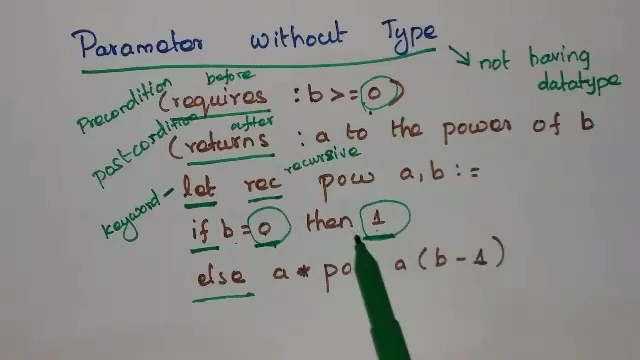 Parameter without Type
not having
datatype
before
Precondition (requires : b >= 0)
postcordition after
(returns : a to the power of b
recursive
keyword - let rec pow a, b :=
if b = 0 then 1
else a * po a (b - 1)